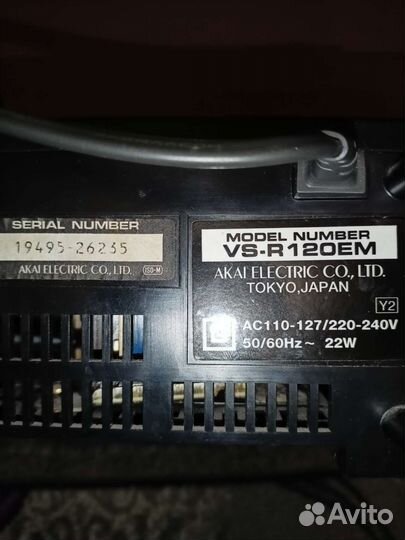 SERIAL NUMBER
19495-26235
AKAI ELECTRIC CO., LTD. ISO-M
MODEL NUMBER
VS-R120EM
AKAI ELECTRIC CO., LTD.
TOKYO, JAPAN
Y2
AC110-127/220-240V
50/60Hz~ 22W
Avito